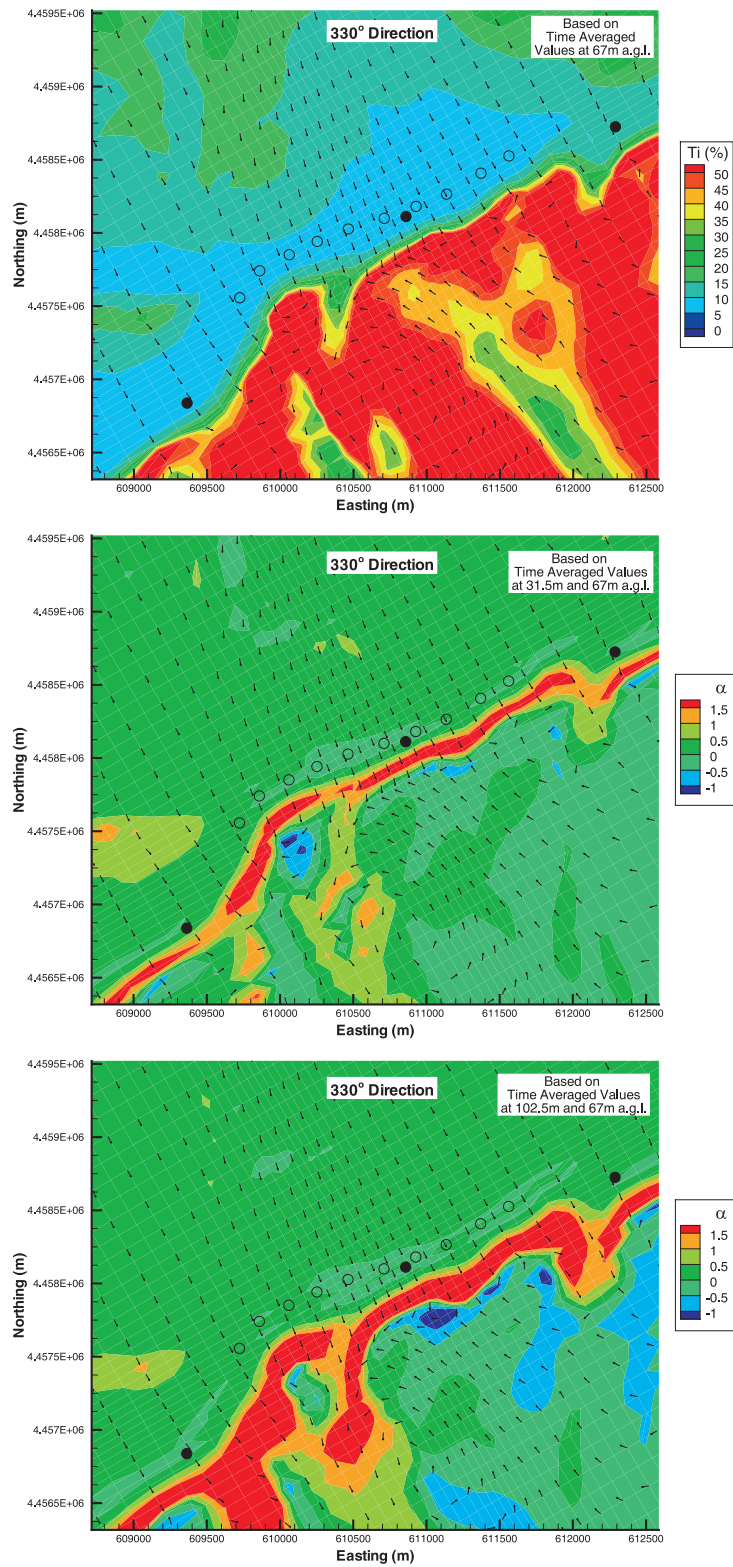 4.4595E+06
330° Direction
Based on
Time Averaged
Values at 67m a.g.l.
4.459E+06
4.4585E+06
4.458E+06
4.4575E+06
4.457E+06
4.4565E+06
Northing (m)
609000 609500 610000 610500 611000 611500 612000 612500
Easting (m)
Ti (%)
50
45
40
35
30
25
20
15
10
5
0
4.4595E+06
330° Direction
Based on
Time Averaged Values
at 31.5m and 67m a.g.l.
4.459E+06
4.4585E+06
4.458E+06
4.4575E+06
4.457E+06
4.4565E+06
Northing (m)
609000 609500 610000 610500 611000 611500 612000 612500
Easting (m)
α
1.5
1
0.5
0
-0.5
-1
4.4595E+06
330° Direction
Based on
Time Averaged Values
at 102.5m and 67m a.g.l.
4.459E+06
4.4585E+06
4.458E+06
4.4575E+06
4.457E+06
4.4565E+06
Northing (m)
609000 609500 610000 610500 611000 611500 612000 612500
Easting (m)
α
1.5
1
0.5
0
-0.5
-1